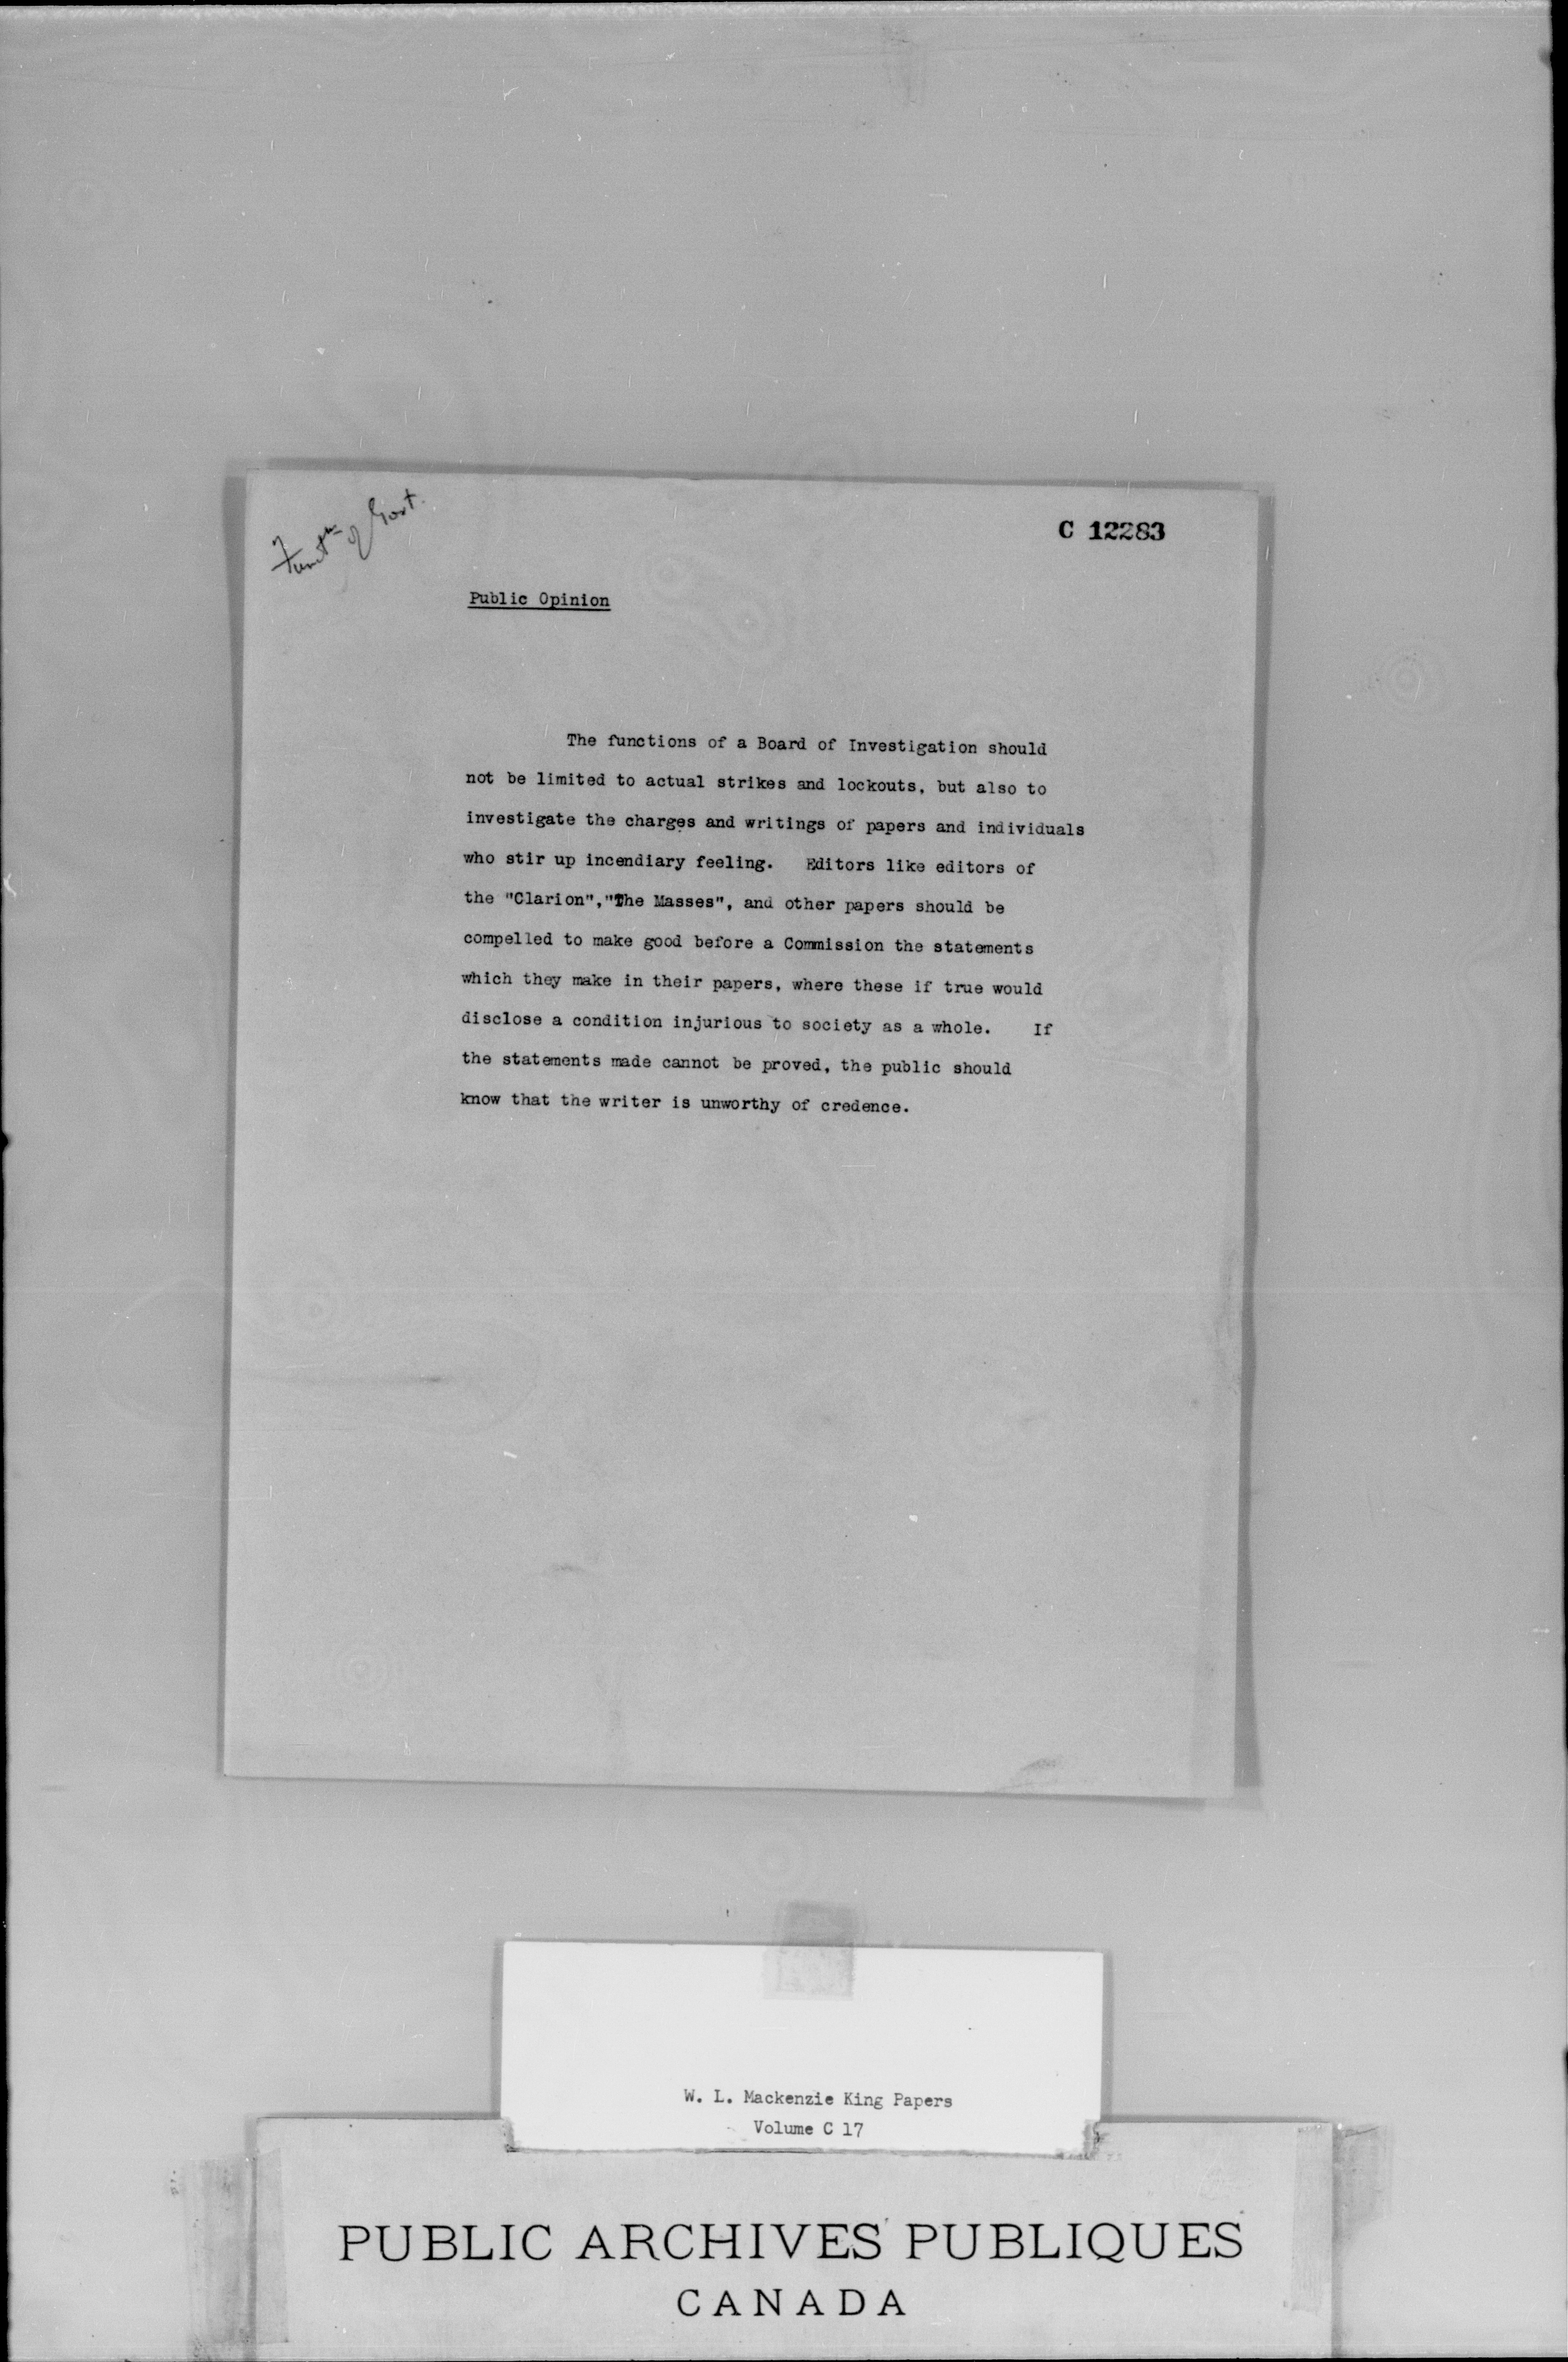 Functn of Govt.
C 12283
Public Opinion
The functions of a Board of Investigation should
not be limited to actual strikes and lockouts, but also to
investigate the charges and writings of papers and individuals
who stir up incendiary feeling. Editors like editors of
the "Clarion","The Masses", and other papers should be
compelled to make good before a Commission the statements
which they make in their papers, where these if true would
disclose a condition injurious to society as a whole. If
the statements made cannot be proved, the public should
know that the writer is unworthy of credence.
W. L. Mackenzie King Papers
Volume C 17
PUBLIC ARCHIVES PUBLIQUES
CANADA